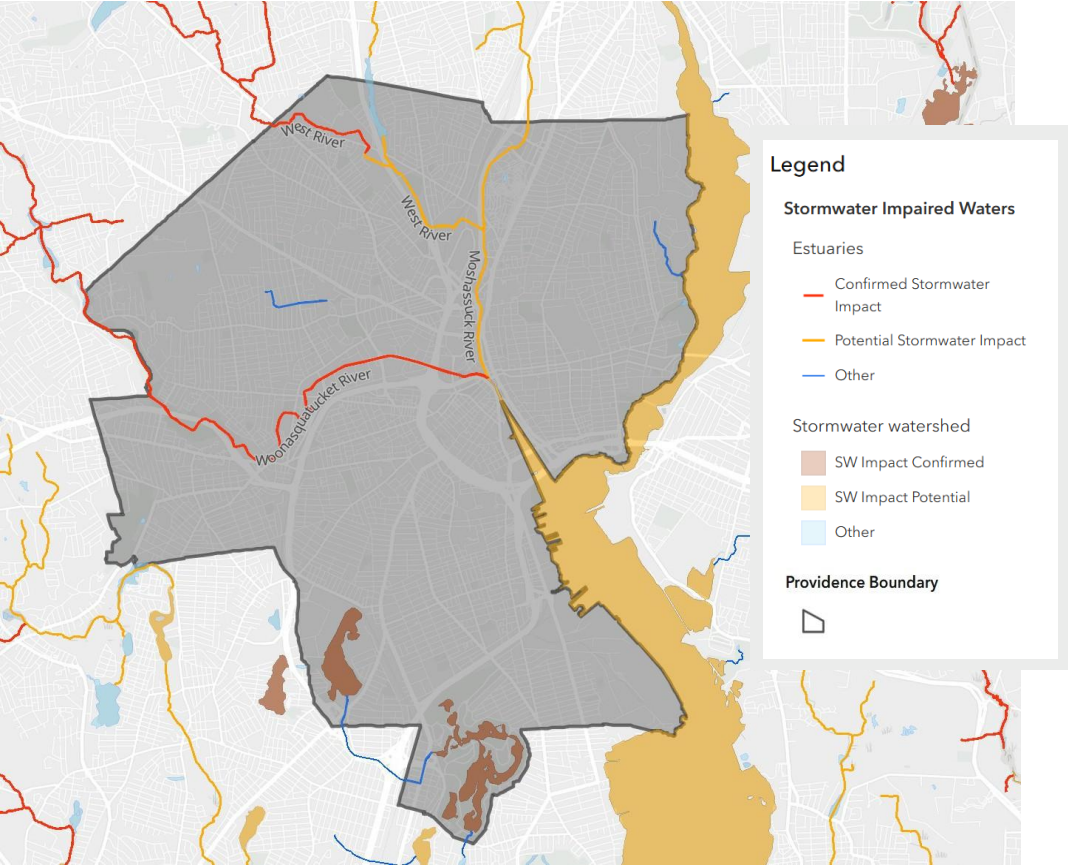 West River
West River
Moshassuck River
Woonasquatucket River
Legend
Stormwater Impaired Waters
Estuaries
Confirmed Stormwater
Impact
Potential Stormwater Impact
Other
Stormwater watershed
SW Impact Confirmed
SW Impact Potential
Other
Providence Boundary